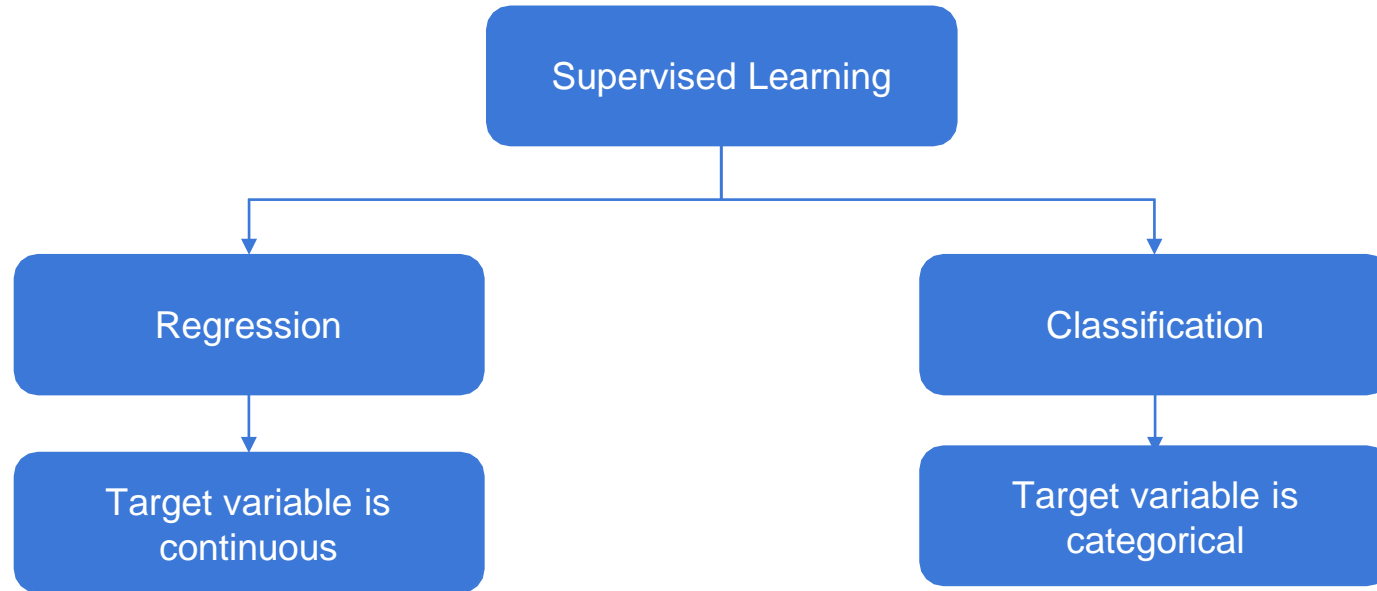 Supervised Learning
Regression
Classification
Target variable is
continuous
Target variable is
categorical